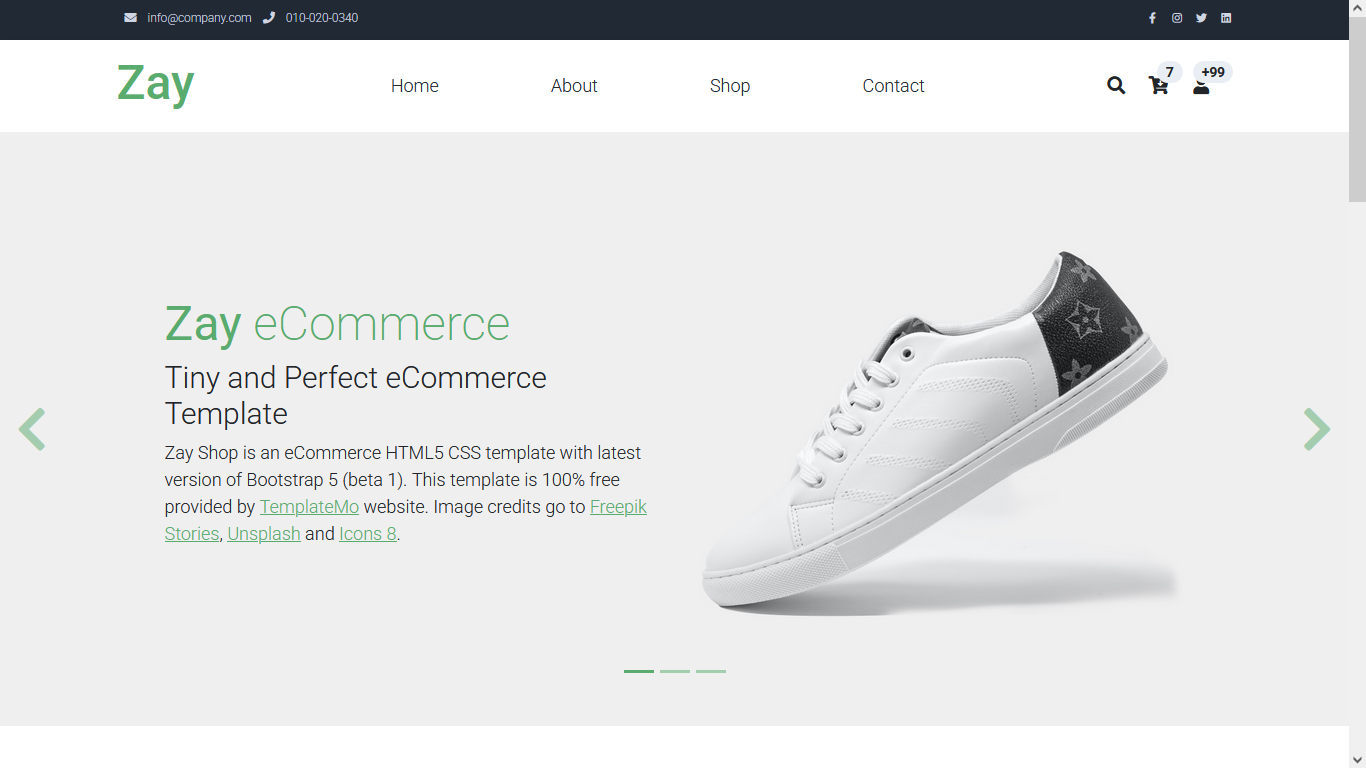 info@company.com 010-020-0340
Zay Home About Shop Contact 7 +99
Zay eCommerce
Tiny and Perfect eCommerce
Template
Zay Shop is an eCommerce HTML5 CSS template with latest
version of Bootstrap 5 (beta 1). This template is 100% free
provided by TemplateMo website. Image credits go to Freepik
Stories, Unsplash and Icons 8.